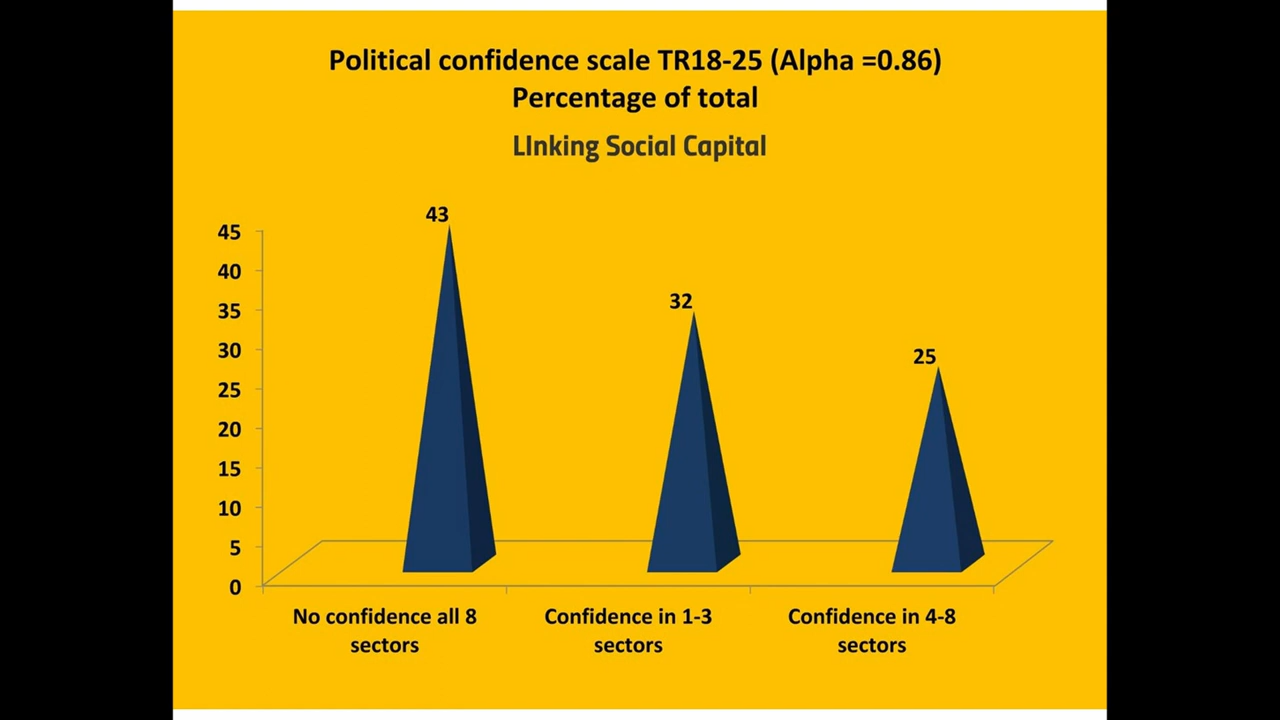 Political confidence scale TR18-25 (Alpha =0.86)
Percentage of total
LInking Social Capital
43
32
25
45
40
35
30
25
20
15
10
5
0
No confidence all 8
sectors
Confidence in 1-3
sectors
Confidence in 4-8
sectors